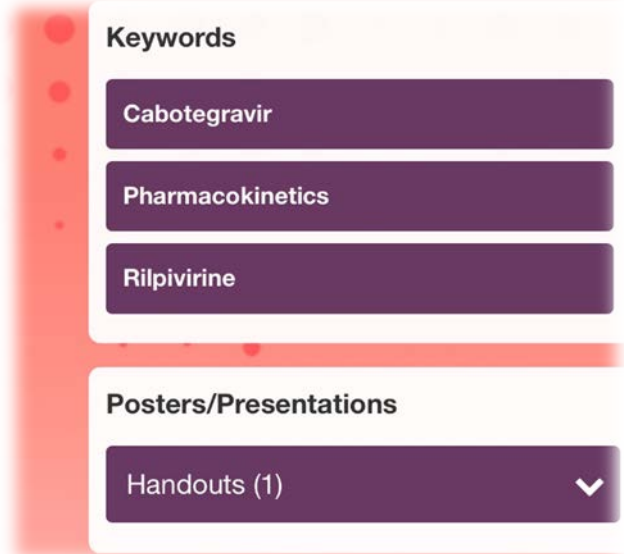 Keywords
Cabotegravir
Pharmacokinetics
Rilpivirine
Posters/Presentations
Handouts (1)